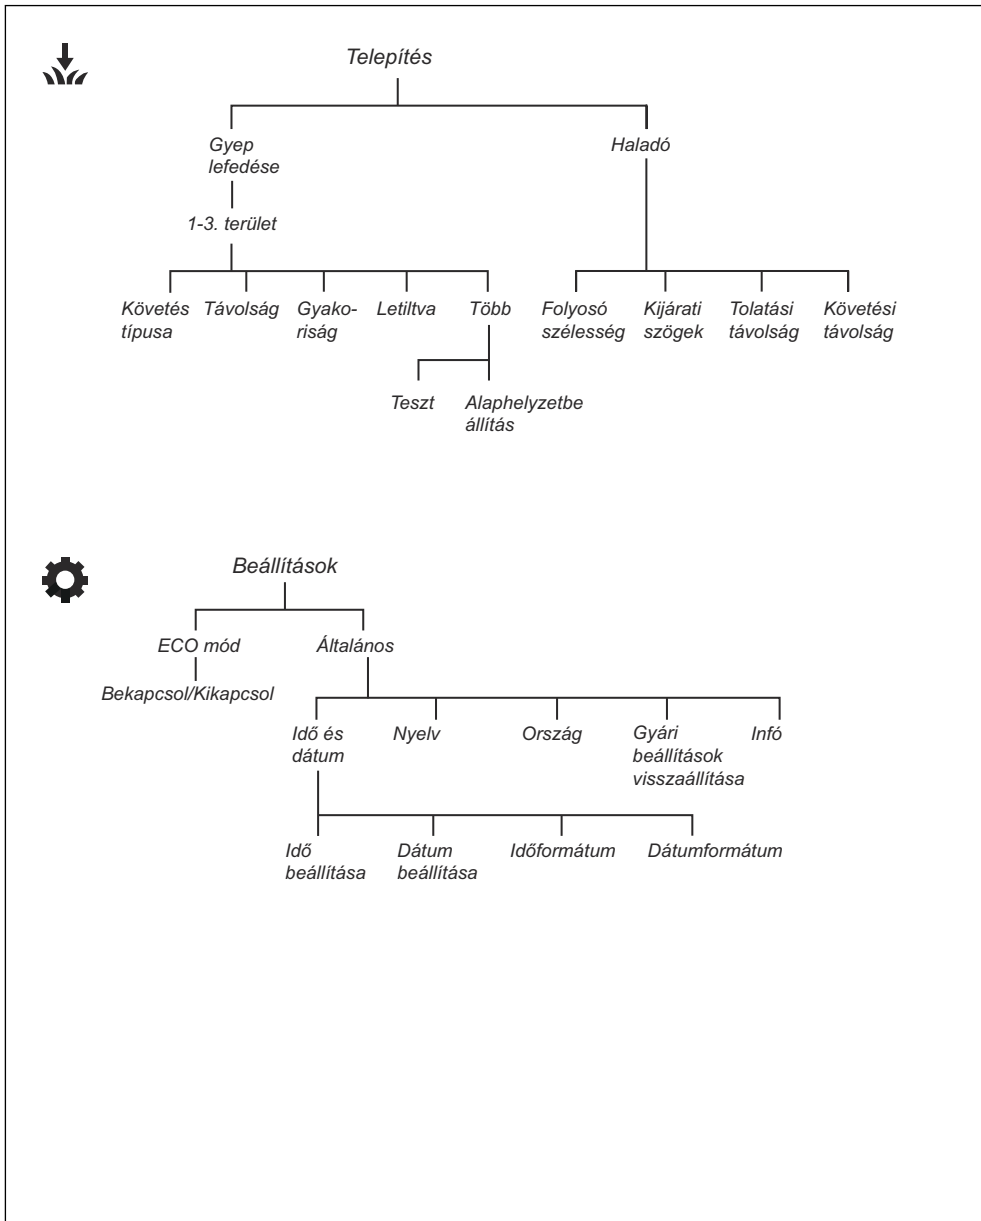 Telepítés
Gyep
lefedése
Haladó
1-3. terület
Követés
típusa
Távolság
Gyako-
riság
Letiltva
Több
Folyosó
szélesség
Kijárati
szögek
Tolatási
távolság
Követési
távolság
Teszt
Alaphelyzetbe
állítás
Beállítások
ECO mód
Általános
Bekapcsol/Kikapcsol
Idő és
dátum
Nyelv
Ország
Gyári
beállítások
visszaállítása
Infó
Idő
beállítása
Dátum
beállítása
Időformátum
Dátumformátum